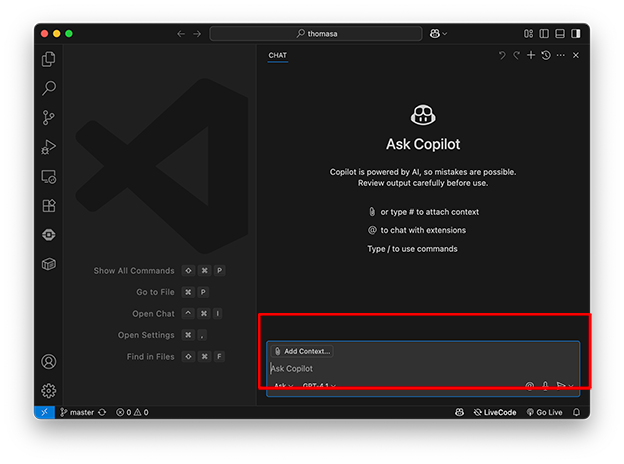 thomasa
CHAT
Ask Copilot
Copilot is powered by AI, so mistakes are possible.
Review output carefully before use.
or type # to attach context
@ to chat with extensions
Type / to use commands
Show All Commands ⇧ ⌘ P
Go to File ⌘ P
Open Chat ^ ⌘ I
Open Settings ⌘ ,
Find in Files ⇧ ⌘ F
Add Context...
Ask Copilot
Ask GPT-4.1 @
master 0 0 LiveCode Go Live